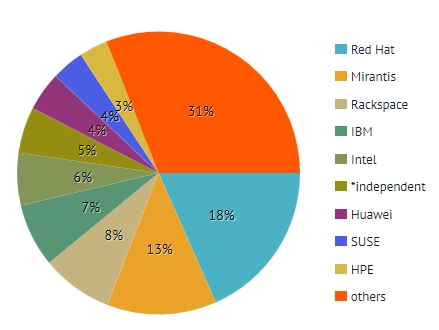 31%
3%
4%
4%
5%
6%
7%
8%
13%
18%
Red Hat
Mirantis
Rackspace
IBM
Intel
*independent
Huawei
SUSE
HPE
others